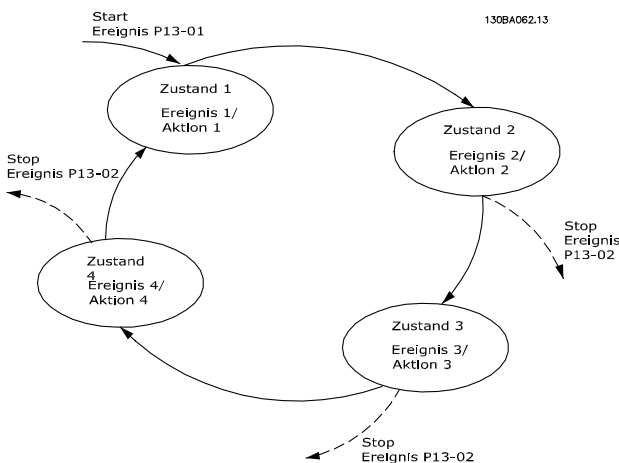 Start
Ereignis P13-01
130BA062.13
Zustand 1
Ereignis 1/
Aktion 1
Zustand 2
Ereignis 2/
Aktion 2
Stop
Ereignis P13-02
Stop
Ereignis
P13-02
Zustand
4
Ereignis 4/
Aktion 4
Zustand 3
Ereignis 3/
Aktion 3
Stop
Ereignis P13-02